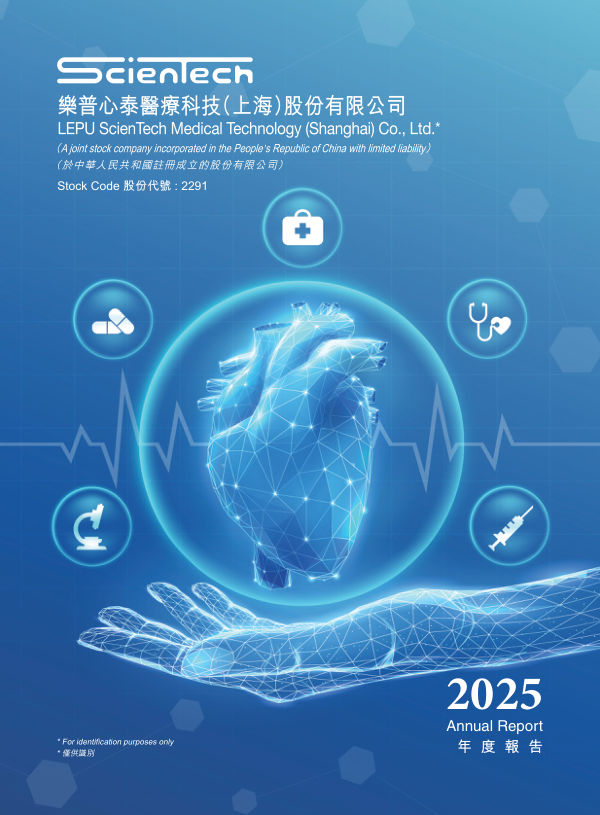 ScienTech
樂普心泰醫療科技（上海）股份有限公司
LEPU ScienTech Medical Technology (Shanghai) Co., Ltd.*
(A joint stock company incorporated in the People's Republic of China with limited liability)
（於中華人民共和國註冊成立的股份有限公司）
Stock Code 股份代號 : 2291
2025
Annual Report
年度報告
* For identification purposes only
* 僅供識別